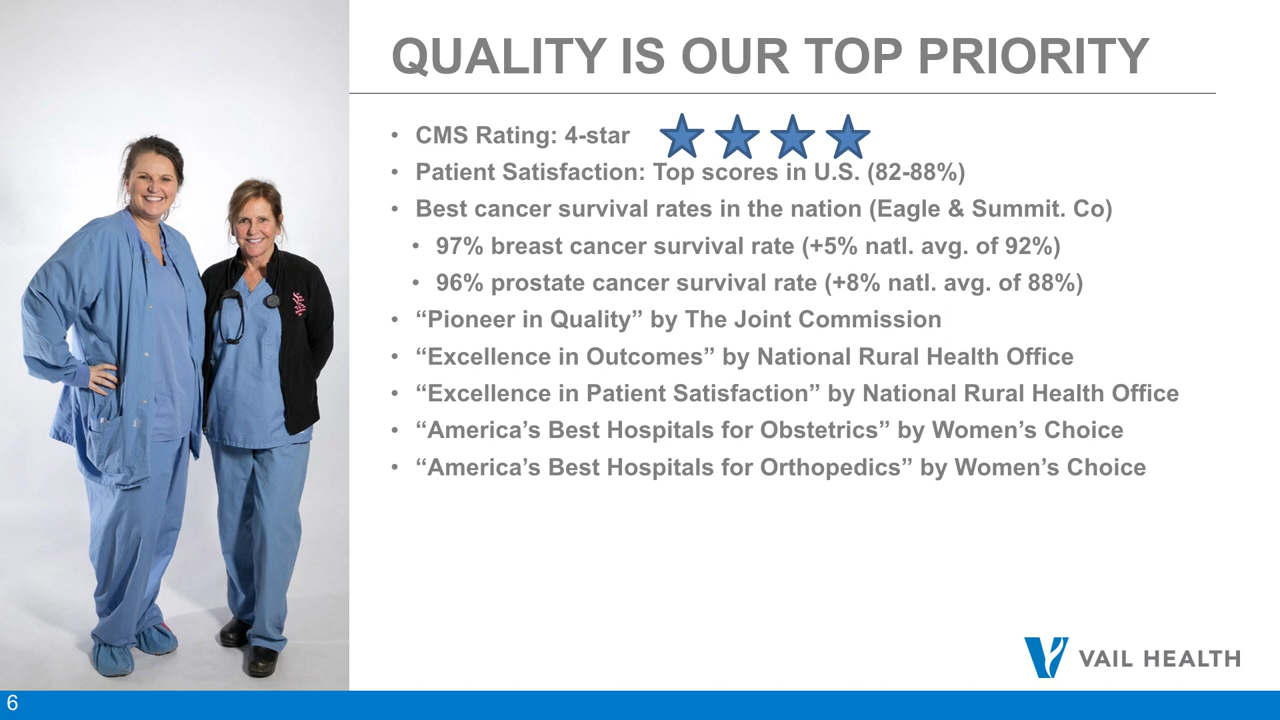 QUALITY IS OUR TOP PRIORITY
• CMS Rating: 4-star
• Patient Satisfaction: Top scores in U.S. (82-88%)
• Best cancer survival rates in the nation (Eagle & Summit. Co)
• 97% breast cancer survival rate (+5% natl. avg. of 92%)
• 96% prostate cancer survival rate (+8% natl. avg. of 88%)
• “Pioneer in Quality” by The Joint Commission
• “Excellence in Outcomes” by National Rural Health Office
• “Excellence in Patient Satisfaction” by National Rural Health Office
• “America’s Best Hospitals for Obstetrics” by Women’s Choice
• “America’s Best Hospitals for Orthopedics” by Women’s Choice
VAIL HEALTH
6